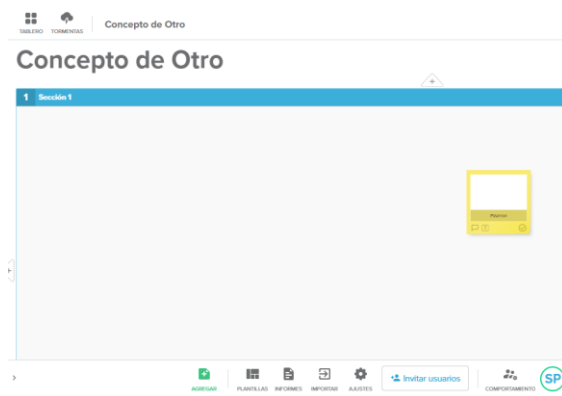 TABLERO TORMENTAS Concepto de Otro
Concepto de Otro
1 Sección 1
AGREGAR PLANTILLAS INFORMES IMPORTAR AJUSTES Invitar usuarios COMPORTAMIENTO SP